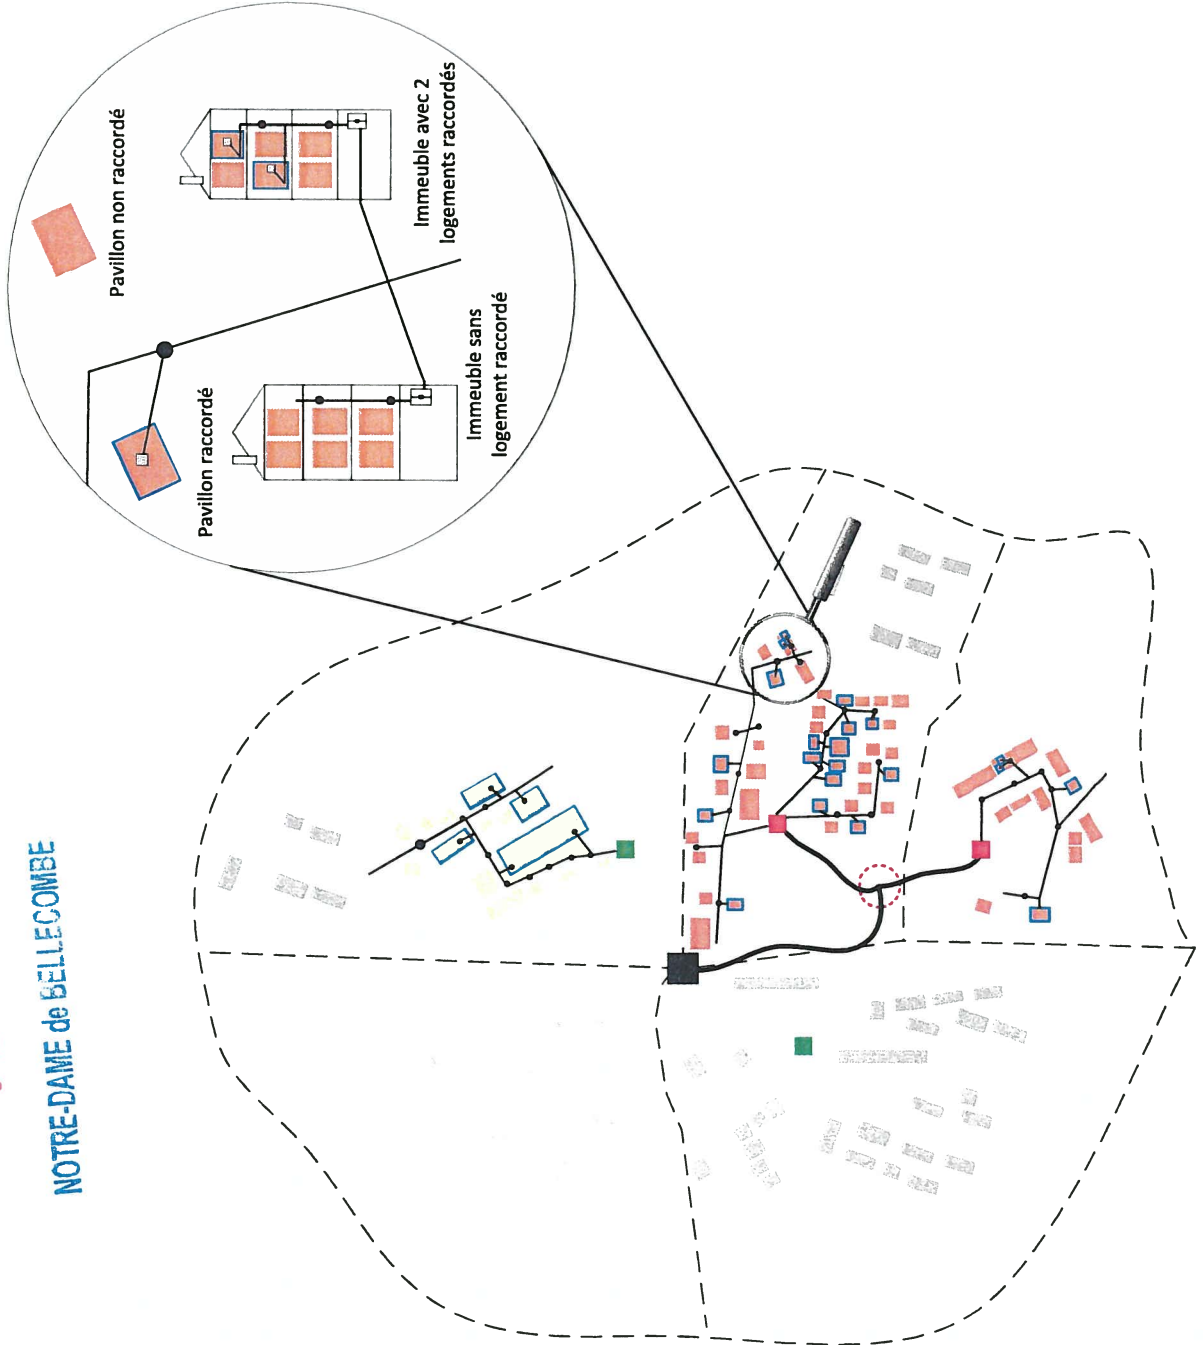 NOTRE-DAME de BELLECOMBE
Pavillon raccordé
Pavillon non raccordé
Immeuble sans
logement raccordé
Immeuble avec 2
logements raccordés